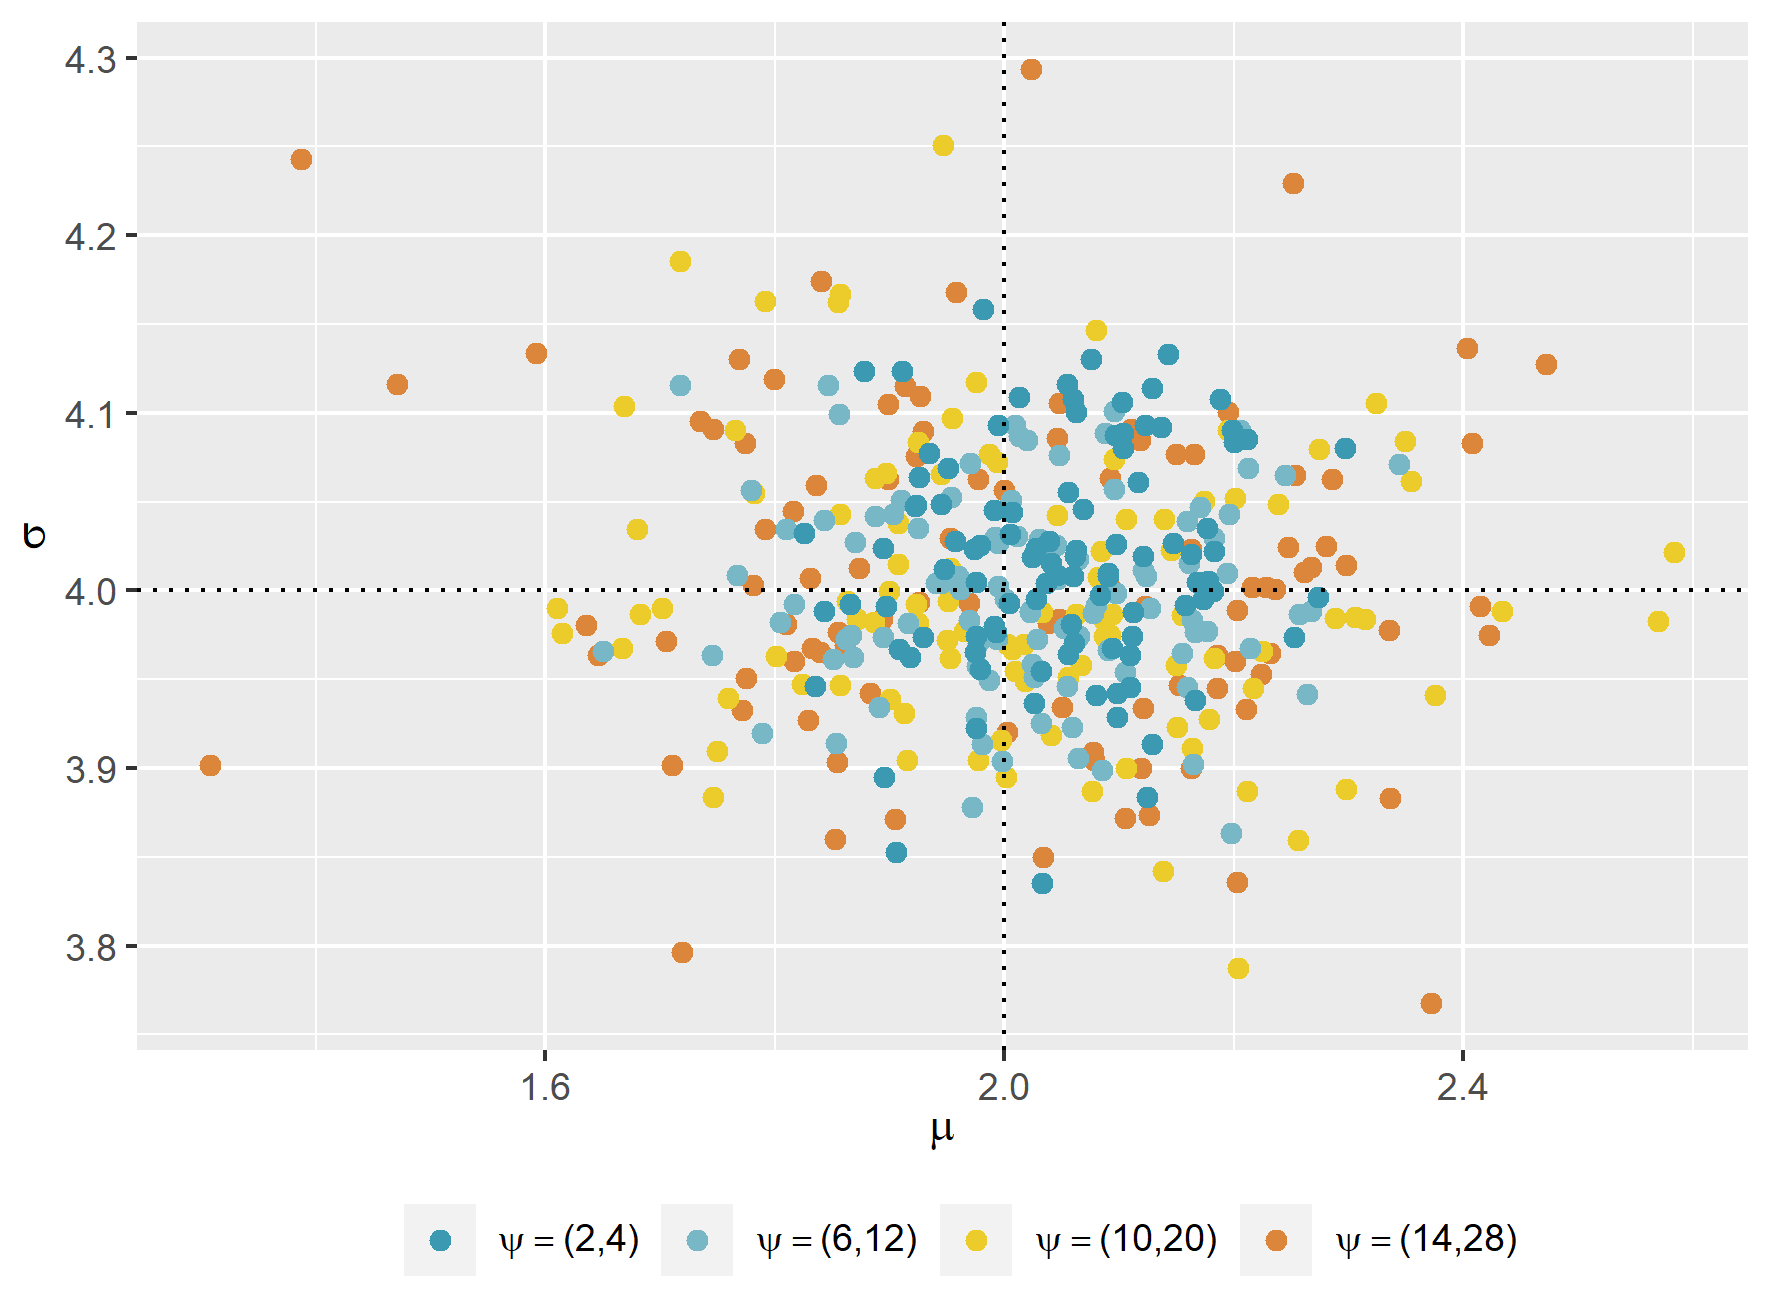 4.3
4.2
4.1
4.0
3.9
3.8
σ
1.6 2.0 2.4
μ
ψ = (2,4) ψ = (6,12) ψ = (10,20) ψ = (14,28)